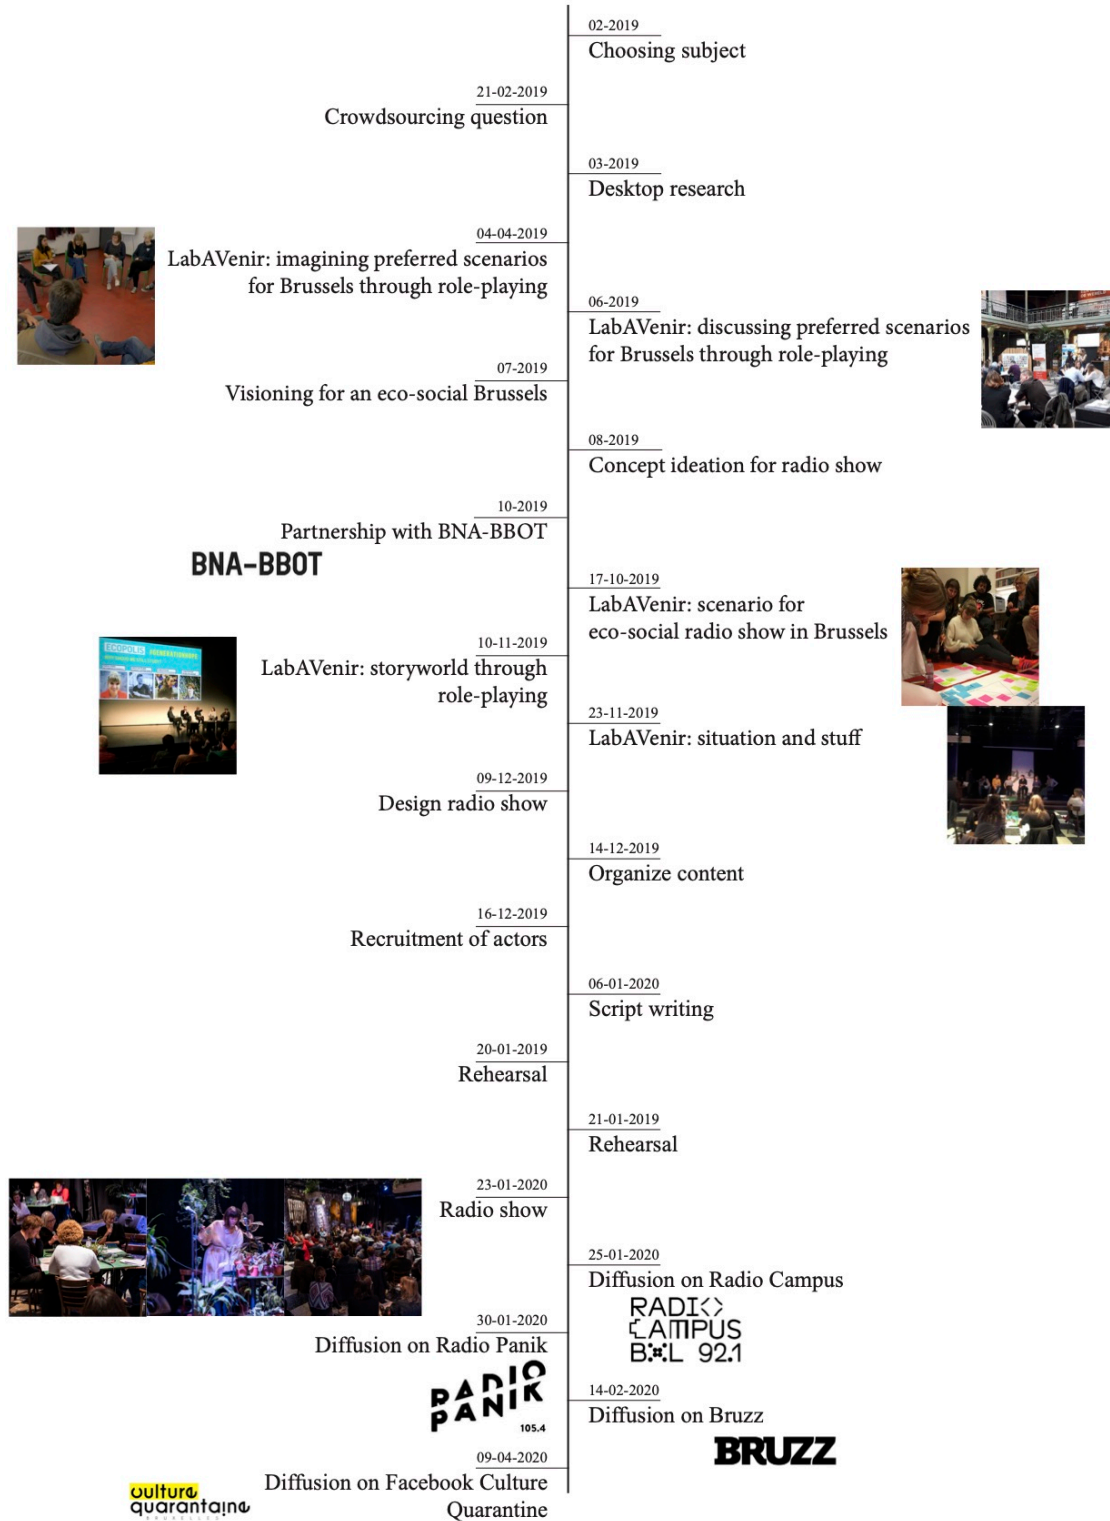 02-2019
Choosing subject
21-02-2019
Crowdsourcing question
03-2019
Desktop research
04-04-2019
LabAVenir: imagining preferred scenarios
for Brussels through role-playing
06-2019
LabAVenir: discussing preferred scenarios
for Brussels through role-playing
07-2019
Visioning for an eco-social Brussels
08-2019
Concept ideation for radio show
10-2019
Partnership with BNA-BBOT
BNA-BBOT
17-10-2019
LabAVenir: scenario for
eco-social radio show in Brussels
10-11-2019
LabAVenir: storyworld through
role-playing
ECOPOLIS
23-11-2019
LabAVenir: situation and stuff
09-12-2019
Design radio show
14-12-2019
Organize content
16-12-2019
Recruitment of actors
06-01-2020
Script writing
20-01-2019
Rehearsal
21-01-2019
Rehearsal
23-01-2020
Radio show
25-01-2020
Diffusion on Radio Campus
RADIO
CAMPUS
BXL 92.1
30-01-2020
Diffusion on Radio Panik
RADIO
PANIK
105.4
14-02-2020
Diffusion on Bruzz
BRUZZ
09-04-2020
Diffusion on Facebook Culture
Quarantine
culture
quarantaine
BRUXELLES